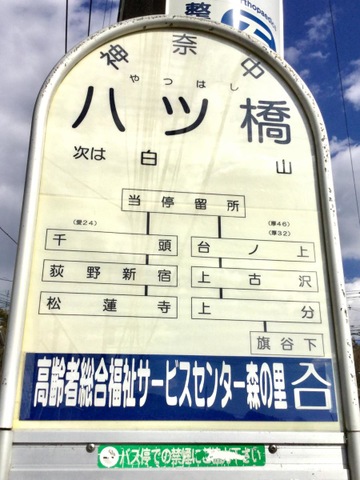 整
Orthopaedic
神奈中
やつはし
八ツ橋
次は 白山
当停留所
(愛24)
(厚46)
(厚32)
千頭
台ノ上
荻野新宿
上古沢
松蓮寺
上分
旗谷下
高齢者総合福祉サービスセンター森の里
バス停での禁煙にご協力下さい